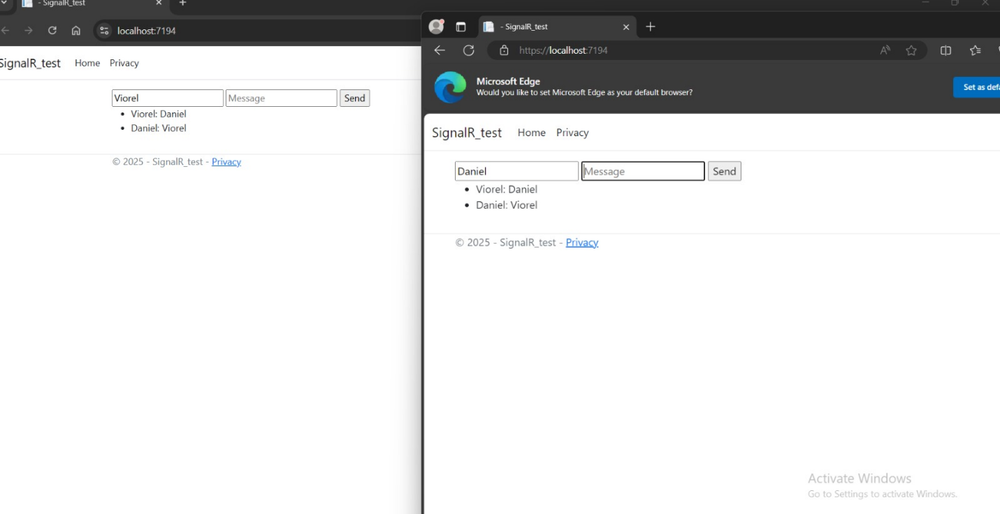 - SignalR_test
localhost:7194
SignalR_test Home Privacy
Viorel Message Send
• Viorel: Daniel
• Daniel: Viorel
© 2025 - SignalR_test - Privacy
- SignalR_test
https://localhost:7194
Microsoft Edge
Would you like to set Microsoft Edge as your default browser?
Set as defa
SignalR_test Home Privacy
Daniel Message Send
• Viorel: Daniel
• Daniel: Viorel
© 2025 - SignalR_test - Privacy
Activate Windows
Go to Settings to activate Windows.